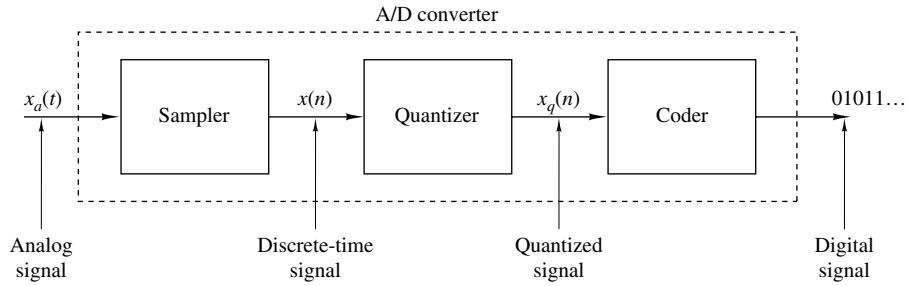 A/D converter
x_a(t)
x(n)
x_q(n)
01011…
Sampler
Quantizer
Coder
Analog
signal
Discrete-time
signal
Quantized
signal
Digital
signal